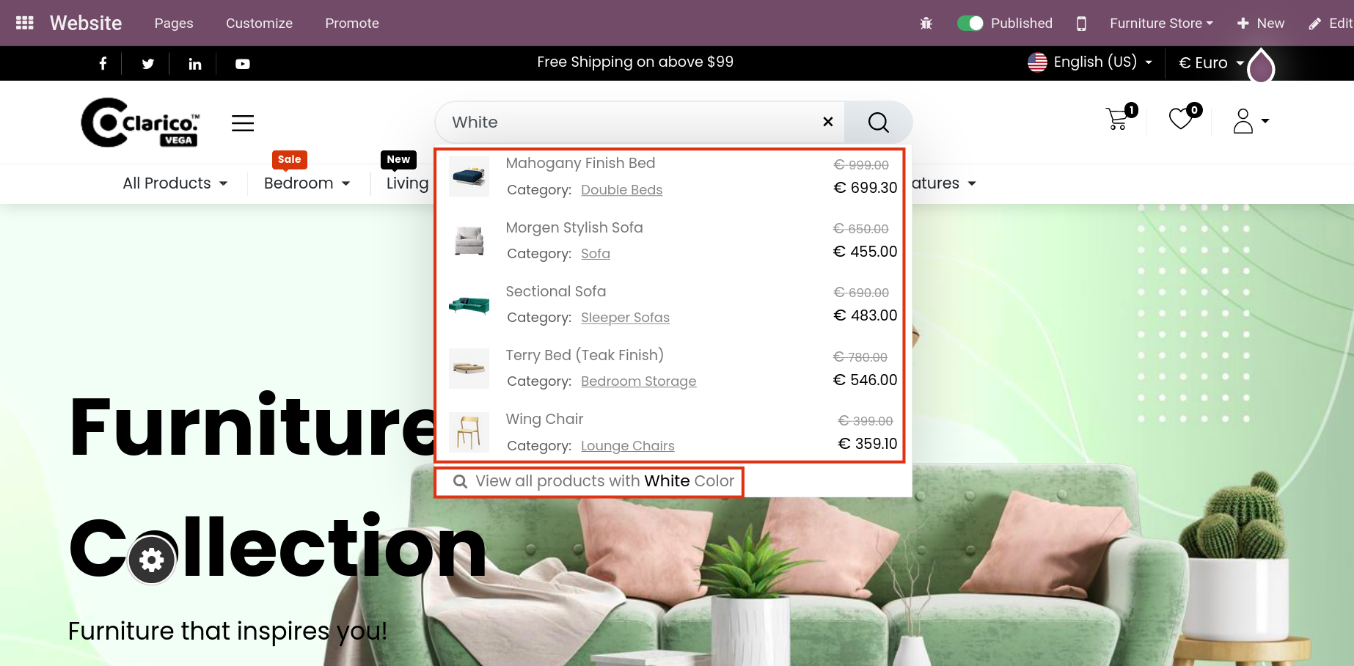 Website Pages Customize Promote Published Furniture Store New Edit
Free Shipping on above $99 English (US) € Euro
Clarico.™
VEGA
White × 1 0
Sale New
All Products Bedroom Living atures
Mahogany Finish Bed € 999.00
Category: Double Beds € 699.30
Morgen Stylish Sofa € 650.00
Category: Sofa € 455.00
Sectional Sofa € 690.00
Category: Sleeper Sofas € 483.00
Terry Bed (Teak Finish) € 780.00
Category: Bedroom Storage € 546.00
Wing Chair € 399.00
Category: Lounge Chairs € 359.10
View all products with White Color
Furniture
Collection
Furniture that inspires you!